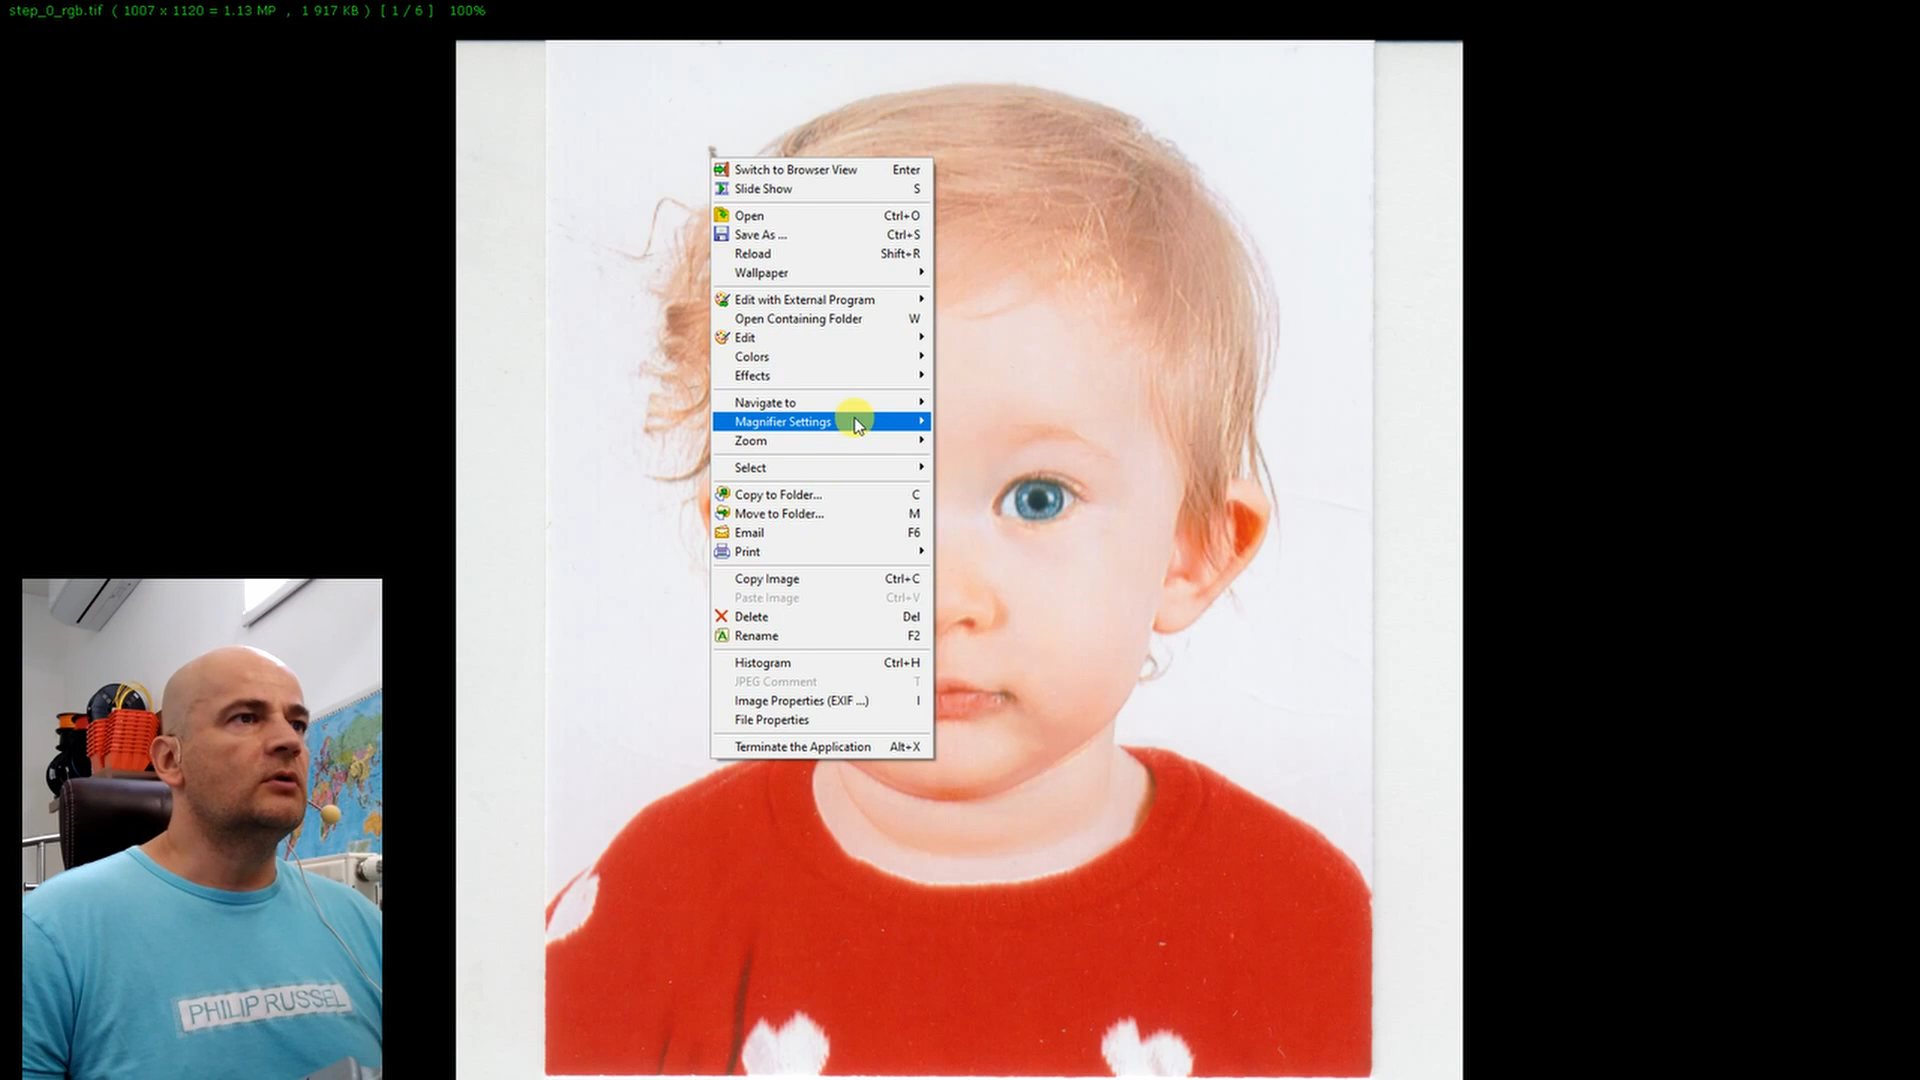 step_0_rgb.tif ( 1007 x 1120 = 1.13 MP , 1 917 KB ) [ 1 / 6 ] 100%
Switch to Browser View Enter
Slide Show S
Open Ctrl+O
Save As ... Ctrl+S
Reload Shift+R
Wallpaper
Edit with External Program
Open Containing Folder W
Edit
Colors
Effects
Navigate to
Magnifier Settings
Zoom
Select
Copy to Folder... C
Move to Folder... M
Email F6
Print
Copy Image Ctrl+C
Paste Image Ctrl+V
Delete Del
Rename F2
Histogram Ctrl+H
JPEG Comment T
Image Properties (EXIF ...) I
File Properties
Terminate the Application Alt+X
PHILIP RUSSEL